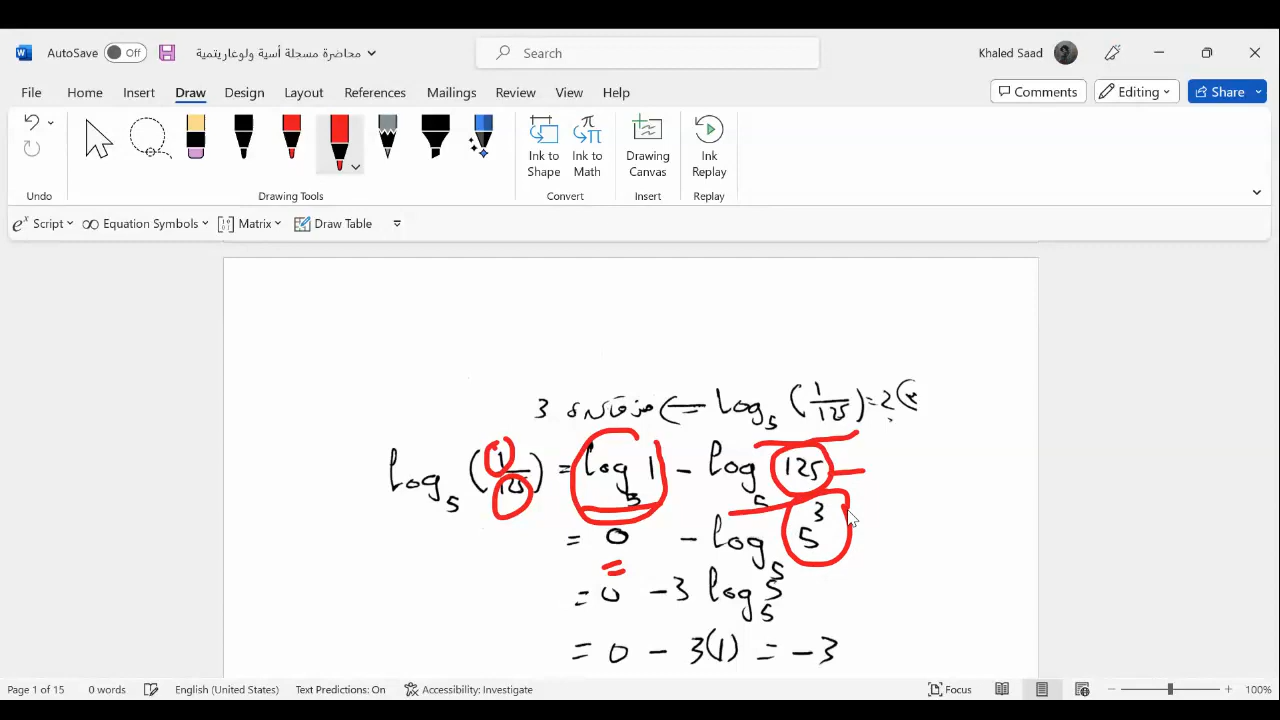 AutoSave Off محاضرة مسجلة أسية ولوغاريتمية Search Khaled Saad
File Home Insert Draw Design Layout References Mailings Review View Help Comments Editing Share
Ink to Shape Ink to Math Drawing Canvas Ink Replay
Undo Drawing Tools Convert Insert Replay
Script Equation Symbols Matrix Draw Table
log₅ (1/125) = 2 (* 3
log₅ (1/125) = log₅ 1 - log₅ 125
= 0 - log₅ 5³
= 0 - 3 log₅ 5
= 0 - 3(1) = -3
Page 1 of 15 0 words English (United States) Text Predictions: On Accessibility: Investigate Focus 100%